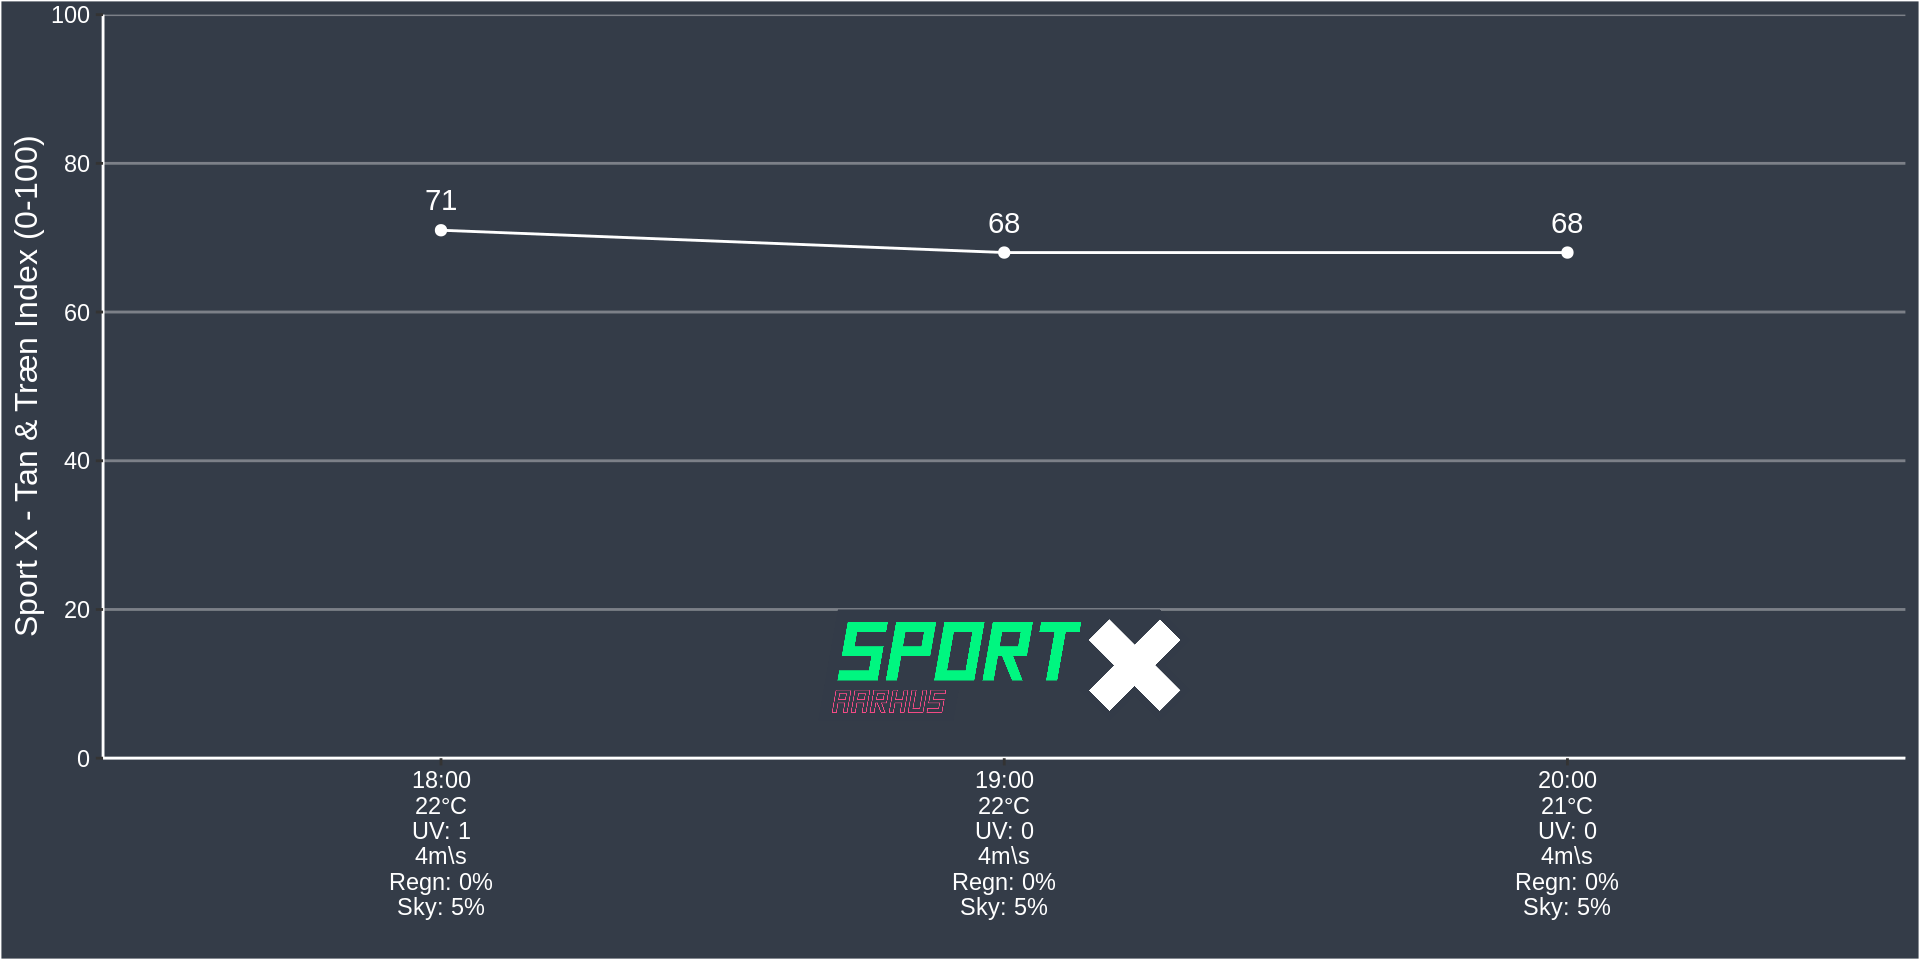 Sport X - Tan & Træn Index (0-100)
100
80
60
40
20
0
71
68
68
SPORT X
AARHUS
18:00
22°C
UV: 1
4m\s
Regn: 0%
Sky: 5%
19:00
22°C
UV: 0
4m\s
Regn: 0%
Sky: 5%
20:00
21°C
UV: 0
4m\s
Regn: 0%
Sky: 5%